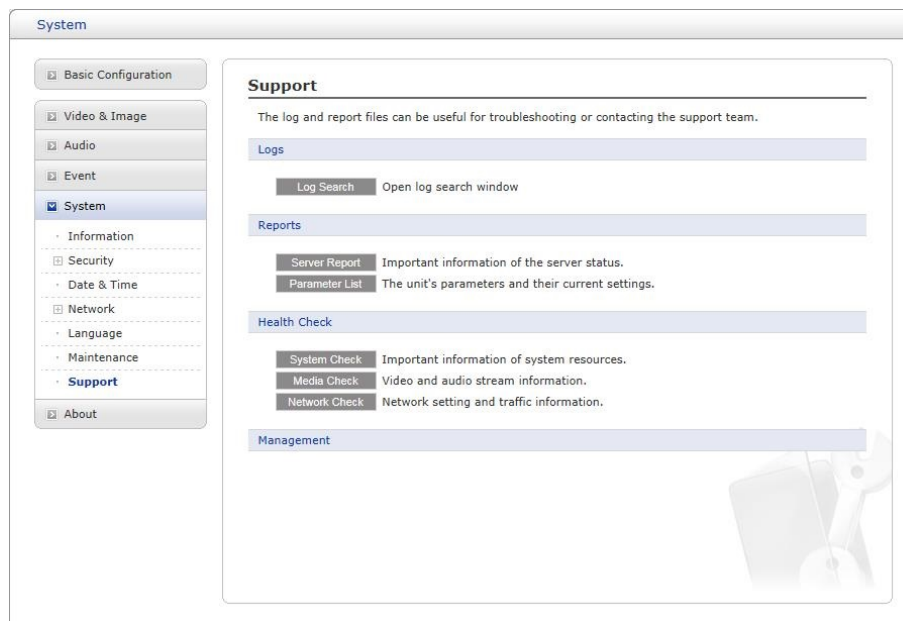 System
Basic Configuration
Video & Image
Audio
Event
System
Information
Security
Date & Time
Network
Language
Maintenance
Support
About
Support
The log and report files can be useful for troubleshooting or contacting the support team.
Logs
Log Search Open log search window
Reports
Server Report Important information of the server status.
Parameter List The unit's parameters and their current settings.
Health Check
System Check Important information of system resources.
Media Check Video and audio stream information.
Network Check Network setting and traffic information.
Management